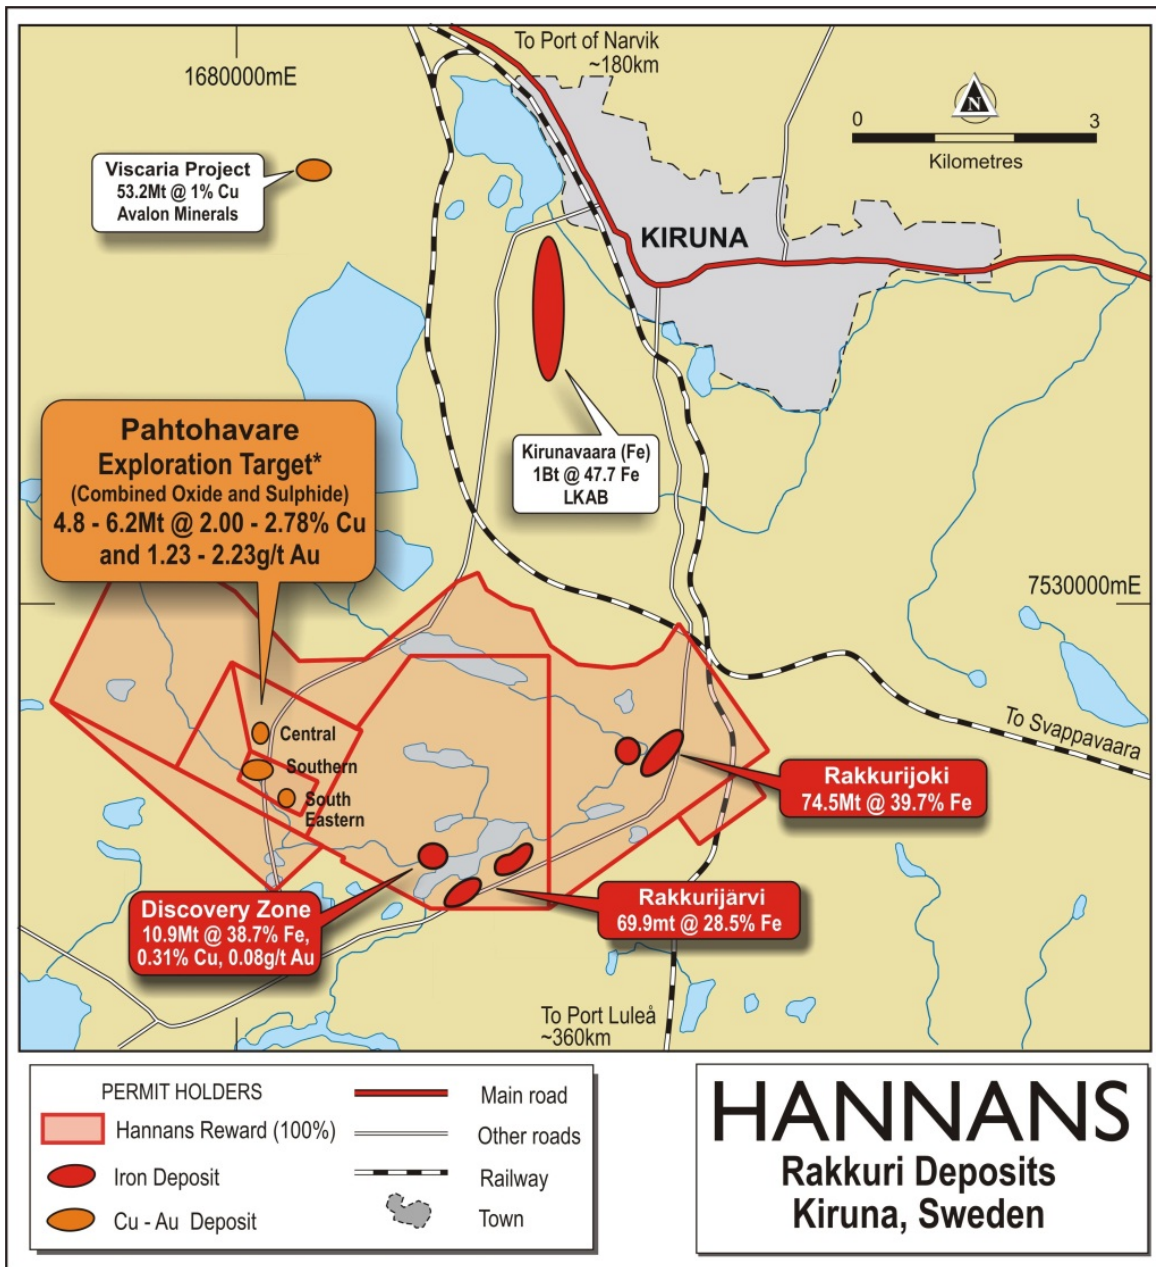 To Port of Narvik
~180km
1680000mE
N
0 3
Kilometres
Viscaria Project
53.2Mt @ 1% Cu
Avalon Minerals
KIRUNA
Pahtohavare
Exploration Target*
(Combined Oxide and Sulphide)
4.8 - 6.2Mt @ 2.00 - 2.78% Cu
and 1.23 - 2.23g/t Au
Kirunavaara (Fe)
1Bt @ 47.7 Fe
LKAB
7530000mE
To Svappavaara
Central
Southern
South
Eastern
Rakkurijoki
74.5Mt @ 39.7% Fe
Rakkurijärvi
69.9mt @ 28.5% Fe
Discovery Zone
10.9Mt @ 38.7% Fe,
0.31% Cu, 0.08g/t Au
To Port Luleå
~360km
PERMIT HOLDERS
Hannans Reward (100%)
Iron Deposit
Cu - Au Deposit
Main road
Other roads
Railway
Town
HANNANS
Rakkuri Deposits
Kiruna, Sweden